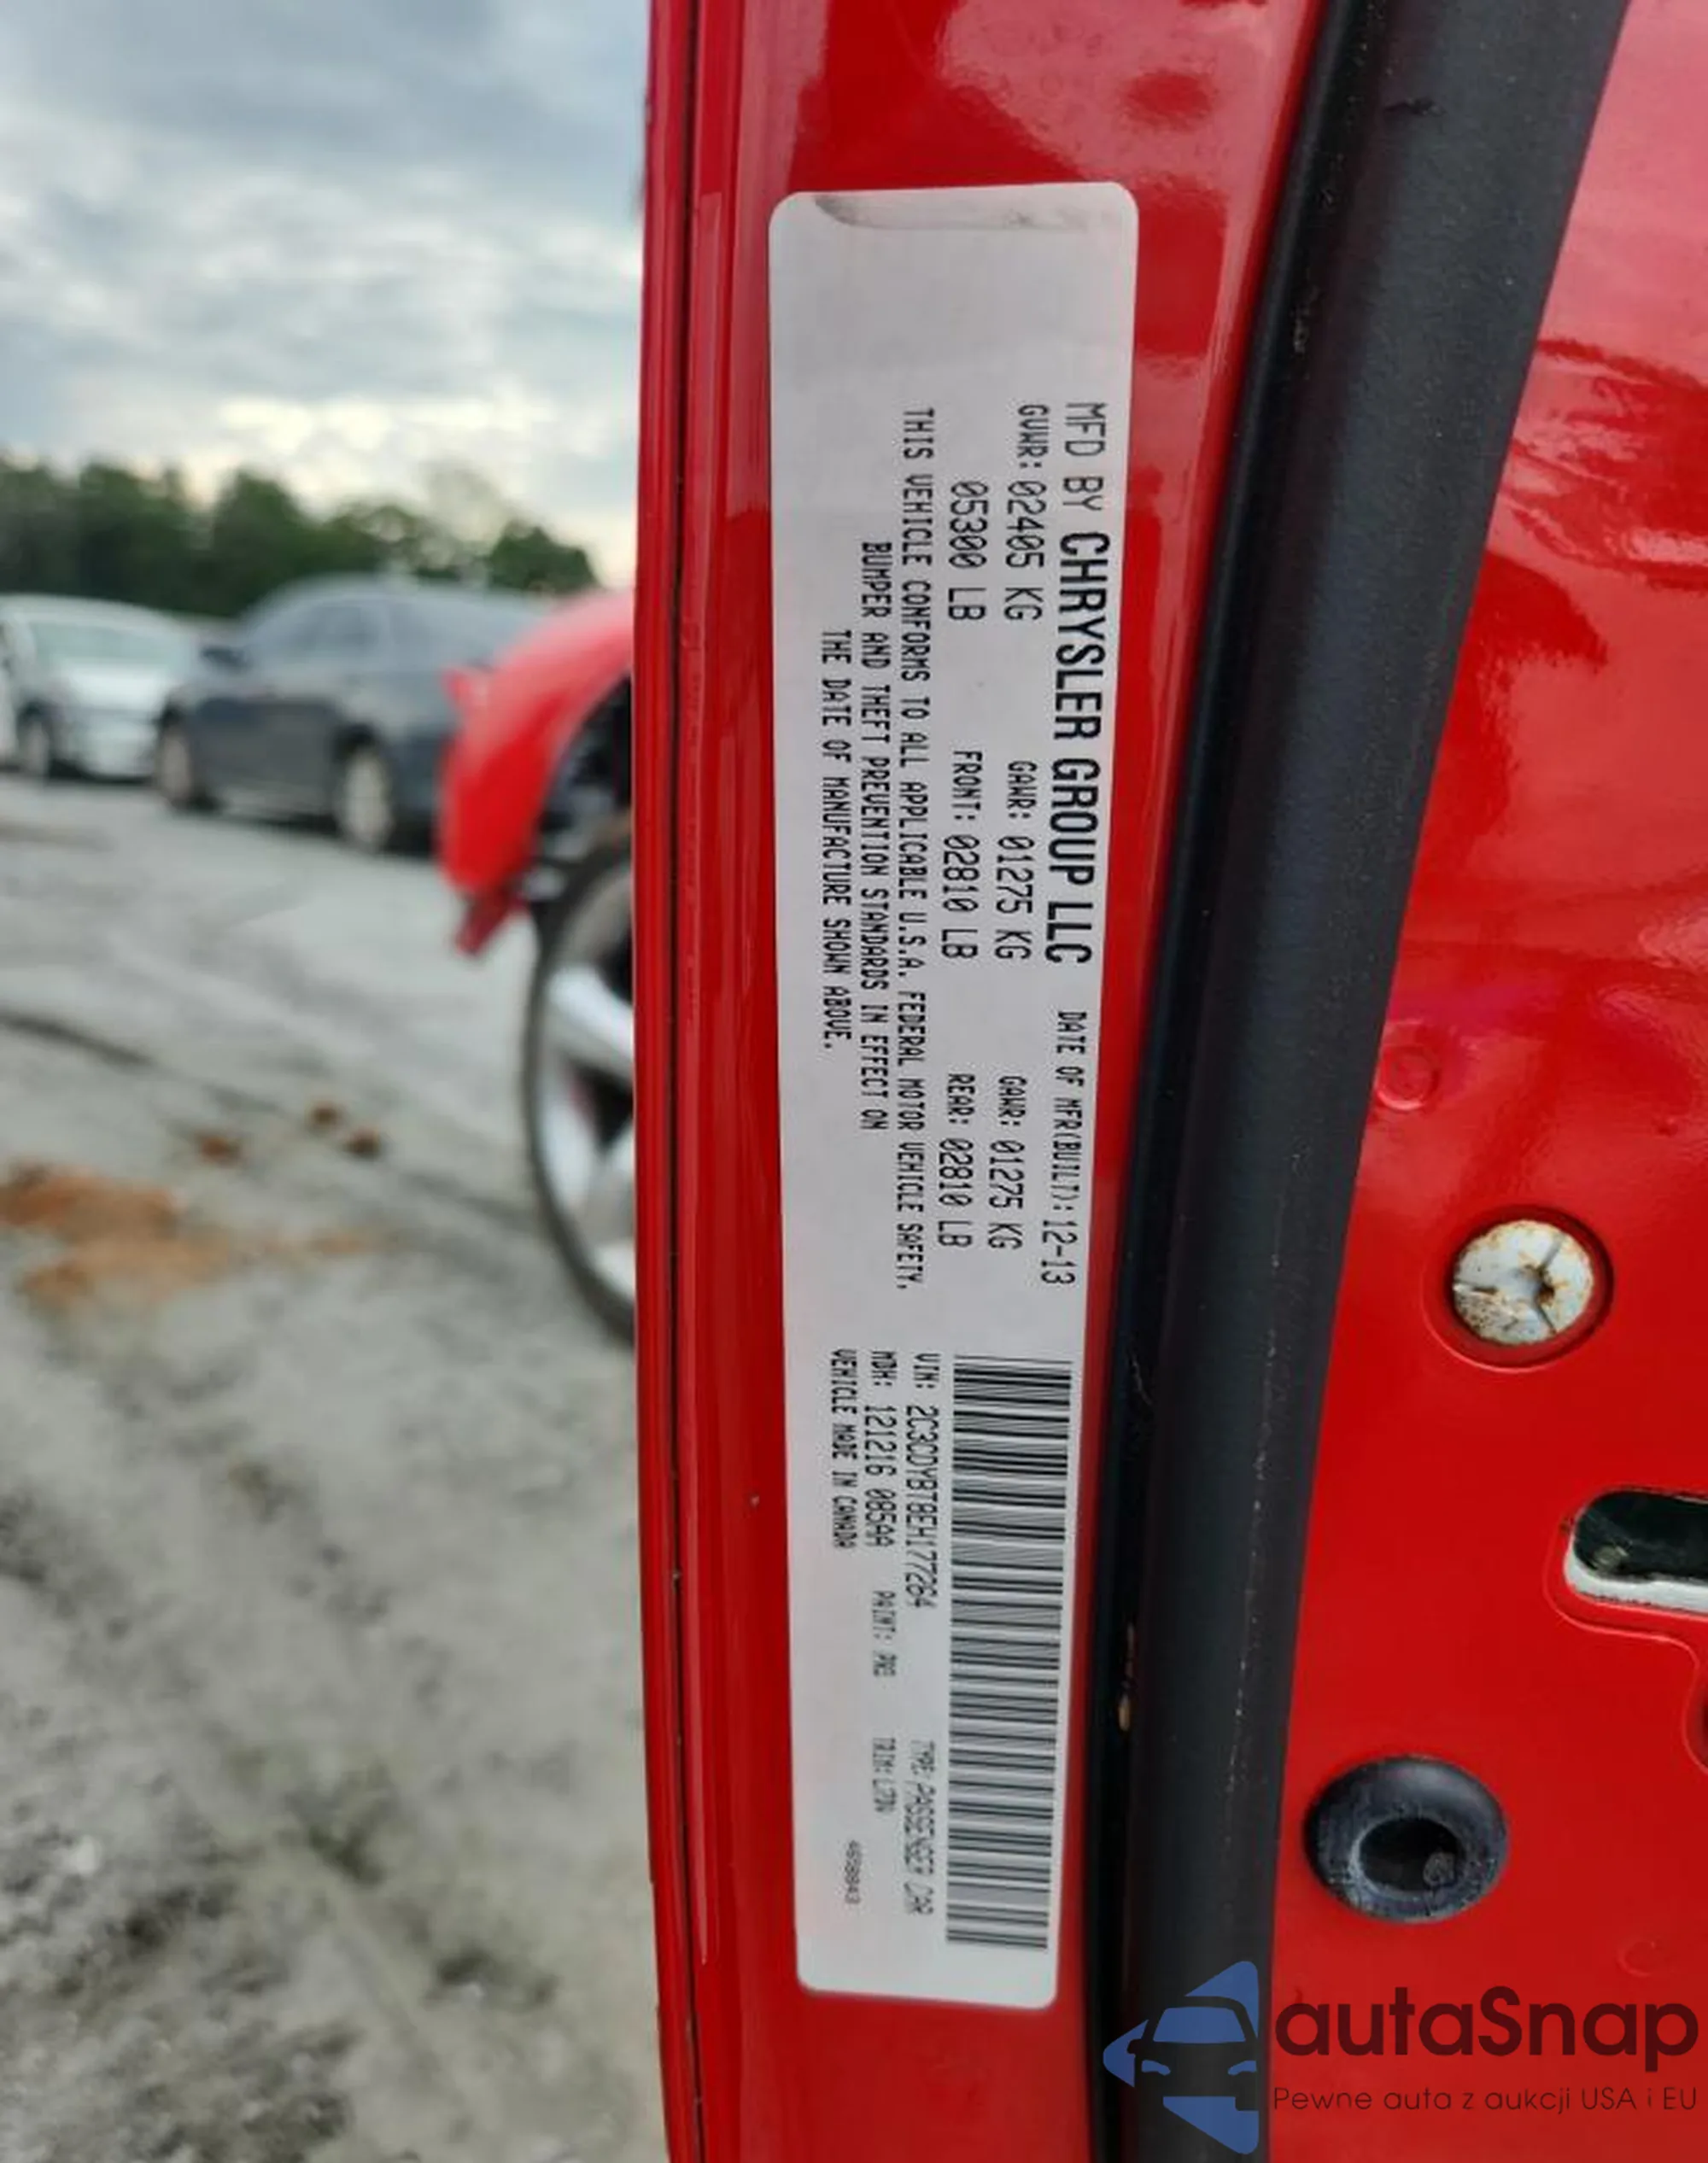 MFD BY CHRYSLER GROUP LLC DATE OF MFR(BUILT):12-13
GVWR: 02405 KG GAWR: 01275 KG GAWR: 01275 KG
05300 LB FRONT: 02810 LB REAR: 02810 LB
THIS VEHICLE CONFORMS TO ALL APPLICABLE U.S.A. FEDERAL MOTOR VEHICLE SAFETY,
BUMPER AND THEFT PREVENTION STANDARDS IN EFFECT ON
THE DATE OF MANUFACTURE SHOWN ABOVE.
VIN: 2C3CDYBT8EH177264 TYPE: PASSENGER CAR
MDH: 121216 085AA PAINT: TRIM:
VEHICLE MADE IN CANADA
autaSnap
Pewne auta z aukcji USA i EU